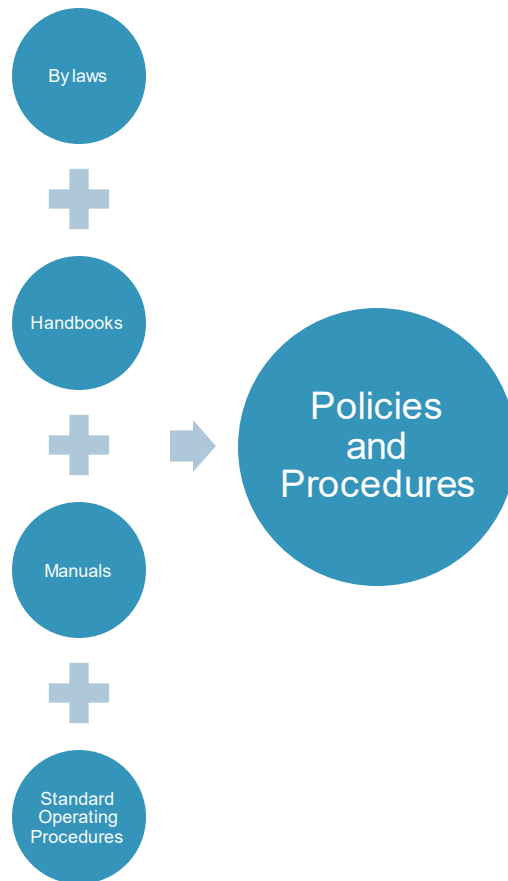 By laws
Handbooks
Policies
and
Procedures
Manuals
Standard
Operating
Procedures